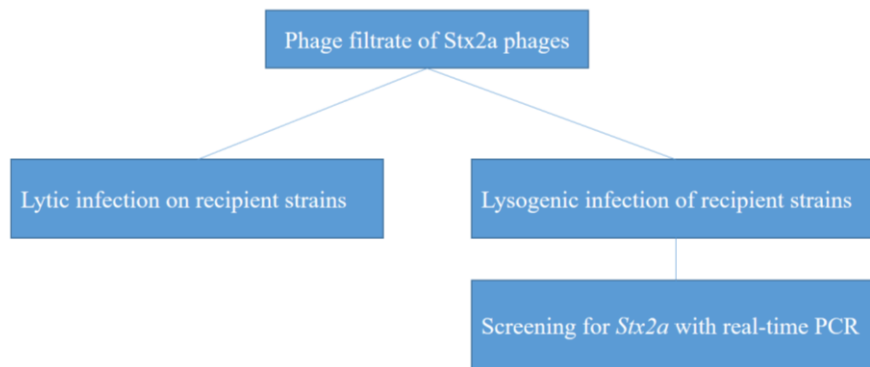 Phage filtrate of Stx2a phages
Lytic infection on recipient strains
Lysogenic infection of recipient strains
Screening for Stx2a with real-time PCR